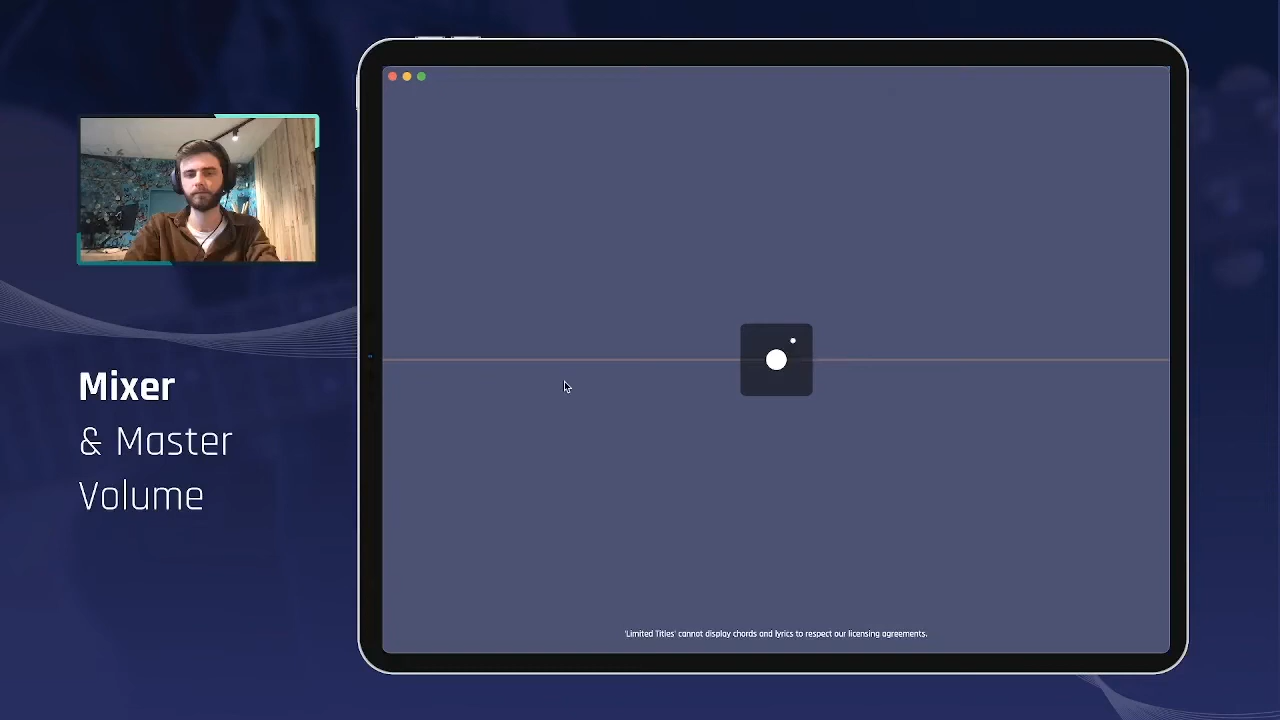 Mixer
& Master
Volume
'Limited Titles' cannot display chords and lyrics to respect our licensing agreements.